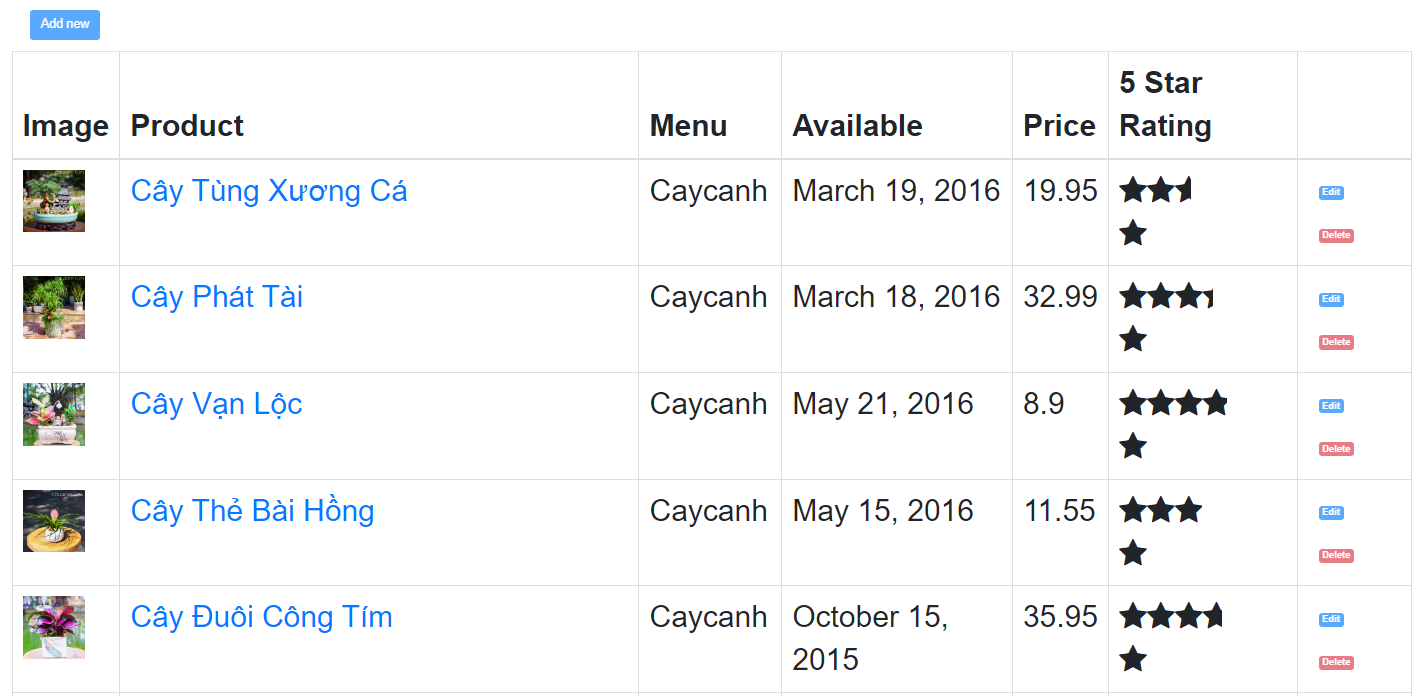 Add new
Image Product Menu Available Price 5 Star
Rating
Cây Tùng Xương Cá Caycanh March 19, 2016 19.95 Edit
Delete
Cây Phát Tài Caycanh March 18, 2016 32.99 Edit
Delete
Cây Vạn Lộc Caycanh May 21, 2016 8.9 Edit
Delete
Cây Thẻ Bài Hồng Caycanh May 15, 2016 11.55 Edit
Delete
Cây Đuôi Công Tím Caycanh October 15, 35.95 Edit
2015 Delete